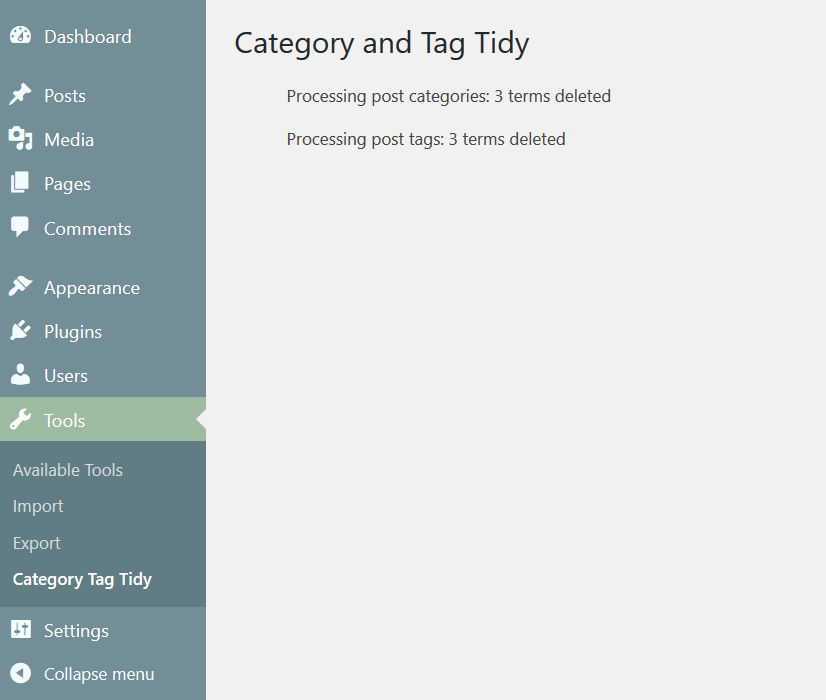 Dashboard
Posts
Media
Pages
Comments
Appearance
Plugins
Users
Tools
Available Tools
Import
Export
Category Tag Tidy
Settings
Collapse menu
Category and Tag Tidy
Processing post categories: 3 terms deleted
Processing post tags: 3 terms deleted